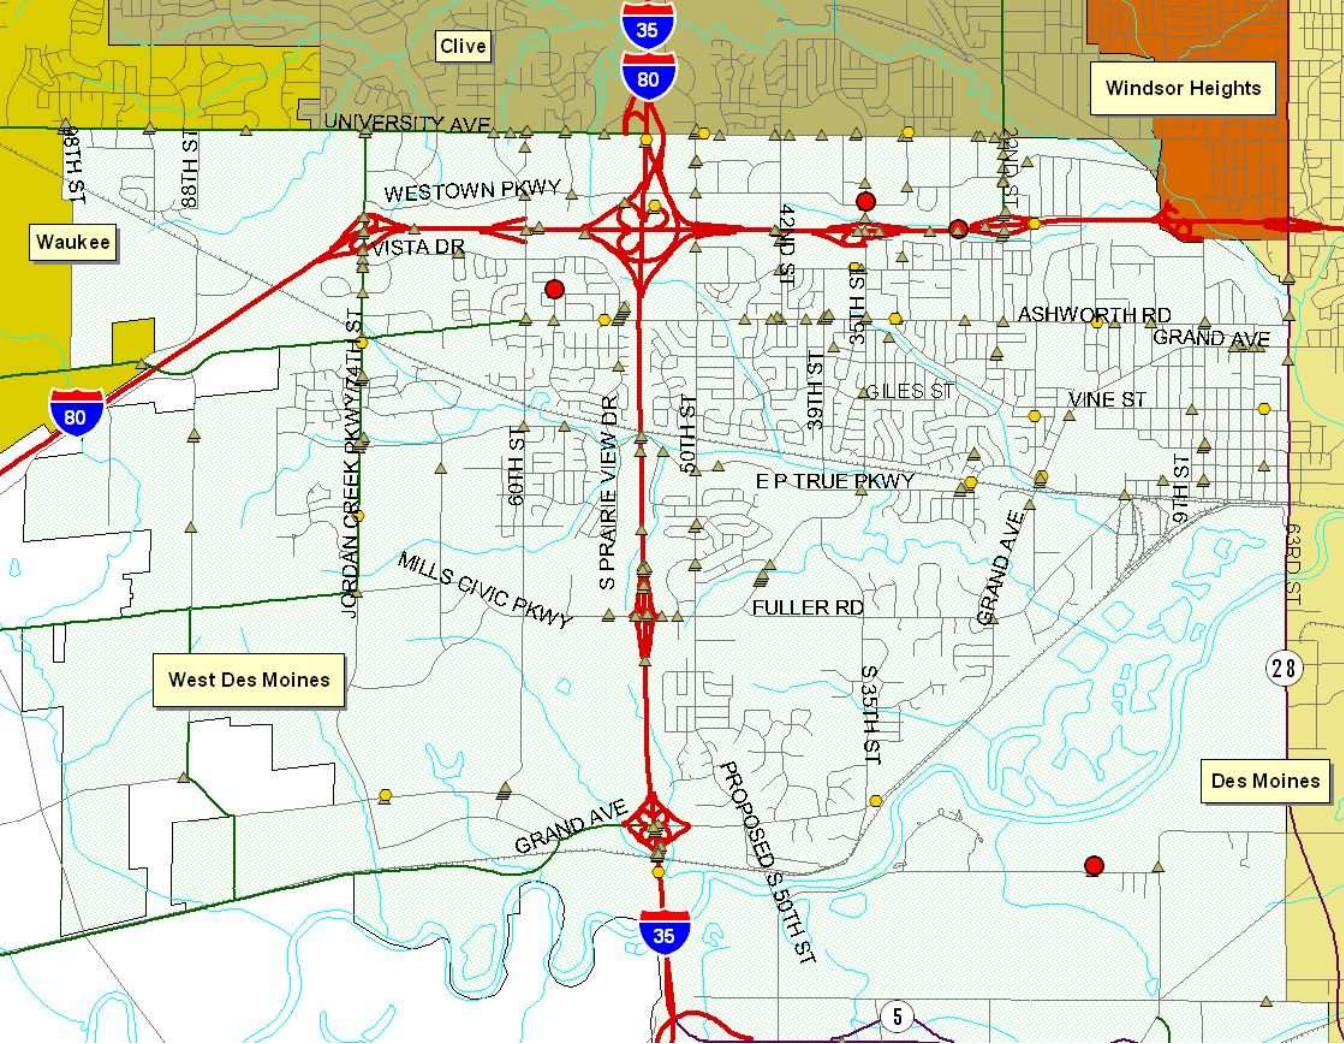 35
Clive
80
Windsor Heights
UNIVERSITY AVE
98TH ST
88TH ST
22ND ST
WESTOWN PKWY
42ND ST
Waukee
VISTA DR
35TH ST
ASHWORTH RD
GRAND AVE
JORDAN CREEK PKWY/74TH ST
39TH ST
GILES ST
VINE ST
80
S PRAIRIE VIEW DR
50TH ST
60TH ST
E P TRUE PKWY
9TH ST
GRAND AVE
63RD ST
MILLS CIVIC PKWY
FULLER RD
West Des Moines
28
S 35TH ST
Des Moines
PROPOSED S 50TH ST
GRAND AVE
35
5